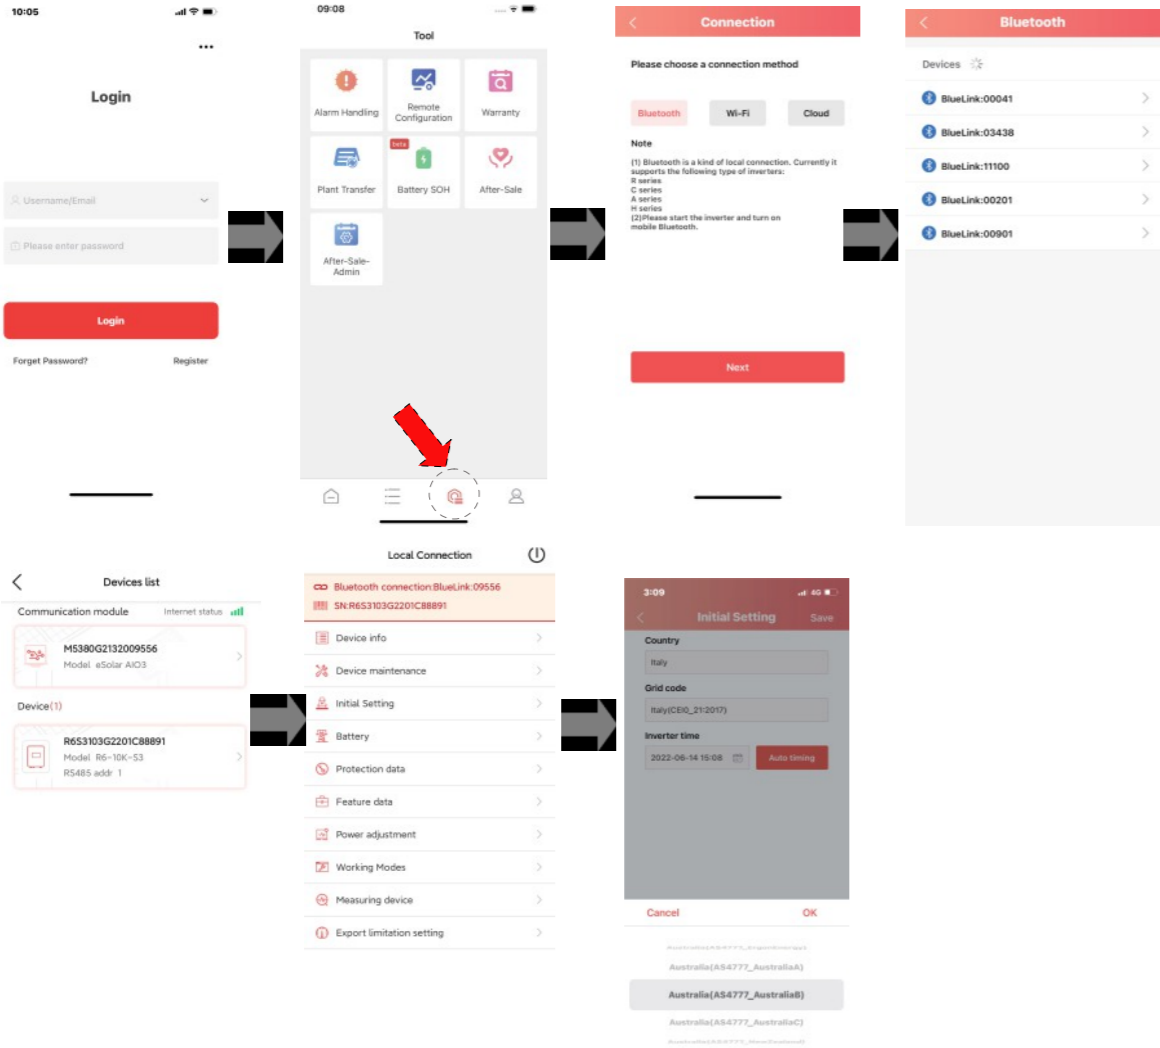 10:05
Login
Username/Email
Please enter password
Login
Forget Password?
Register
09:08
Tool
Alarm Handling
Remote
Configuration
Warranty
Plant Transfer
beta
Battery SOH
After-Sale
After-Sale-
Admin
Connection
Please choose a connection method
Bluetooth
Wi-Fi
Cloud
Note
(1) Bluetooth is a kind of local connection. Currently it
supports the following type of inverters:
R series
C series
A series
H series
(2)Please start the inverter and turn on
mobile Bluetooth.
Next
Bluetooth
Devices
BlueLink:00041
BlueLink:03438
BlueLink:11100
BlueLink:00201
BlueLink:00901
Devices list
Communication module
Internet status
M5380G2132009556
Model eSolar AIO3
Device(1)
R6S3103G2201C88891
Model R6-10K-S3
RS485 addr 1
Local Connection
Bluetooth connection:BlueLink:09556
SN:R6S3103G2201C88891
Device info
Device maintenance
Initial Setting
Battery
Protection data
Feature data
Power adjustment
Working Modes
Measuring device
Export limitation setting
3:09
4G
Initial Setting
Save
Country
Italy
Grid code
Italy(CEI0_21:2017)
Inverter time
2022-06-14 15:08
Auto timing
Cancel
OK
Australia(AS4777_AustraliaA)
Australia(AS4777_AustraliaB)
Australia(AS4777_AustraliaC)